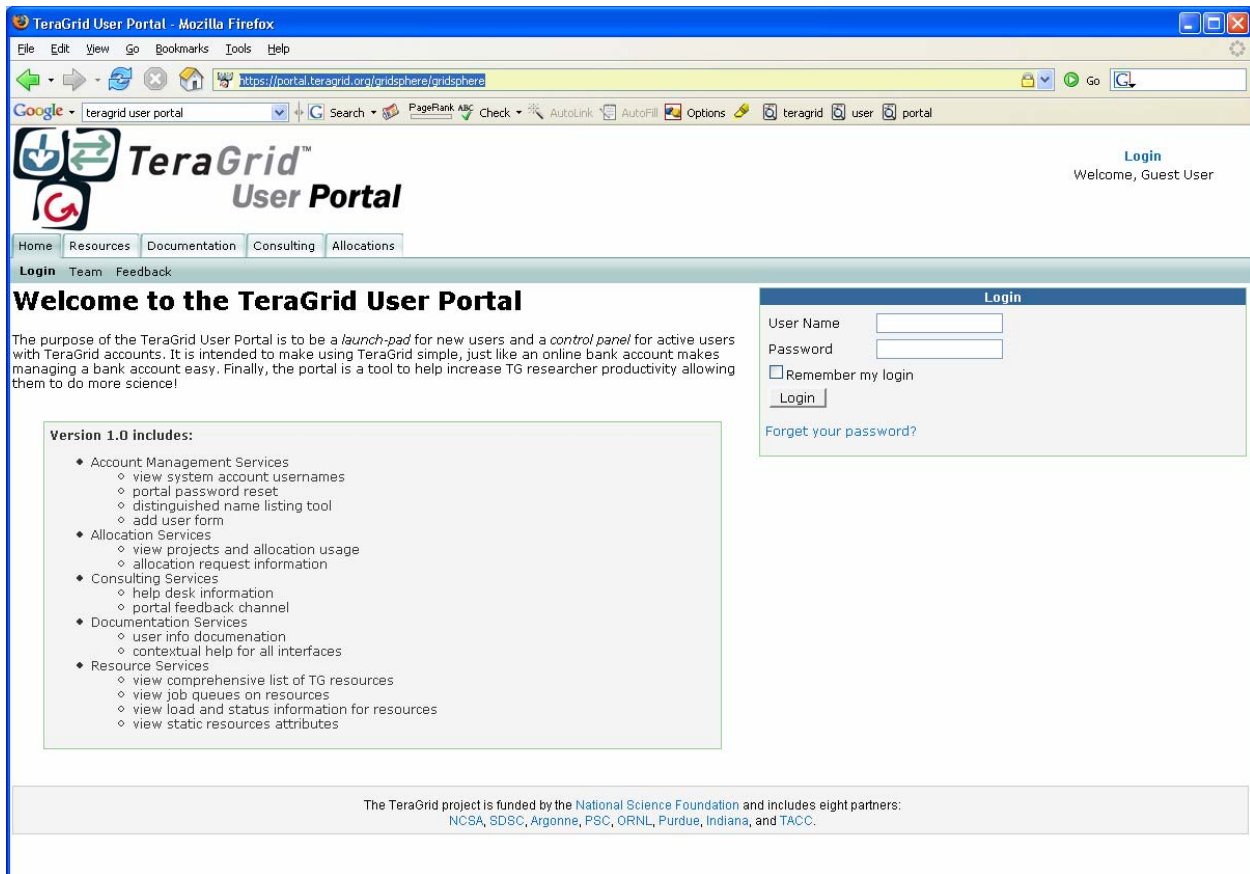 TeraGrid User Portal - Mozilla Firefox
File Edit View Go Bookmarks Tools Help
https://portal.teragrid.org/gridsphere/gridsphere Go G
Google teragrid user portal G Search PageRank ABC Check AutoLink AutoFill Options teragrid user portal
TeraGrid™
User Portal
Login
Welcome, Guest User
Home Resources Documentation Consulting Allocations
Login Team Feedback
Welcome to the TeraGrid User Portal
The purpose of the TeraGrid User Portal is to be a launch-pad for new users and a control panel for active users
with TeraGrid accounts. It is intended to make using TeraGrid simple, just like an online bank account makes
managing a bank account easy. Finally, the portal is a tool to help increase TG researcher productivity allowing
them to do more science!
Version 1.0 includes:
Account Management Services
view system account usernames
portal password reset
distinguished name listing tool
add user form
Allocation Services
view projects and allocation usage
allocation request information
Consulting Services
help desk information
portal feedback channel
Documentation Services
user info documenation
contextual help for all interfaces
Resource Services
view comprehensive list of TG resources
view job queues on resources
view load and status information for resources
view static resources attributes
Login
User Name
Password
Remember my login
Login
Forget your password?
The TeraGrid project is funded by the National Science Foundation and includes eight partners:
NCSA, SDSC, Argonne, PSC, ORNL, Purdue, Indiana, and TACC.